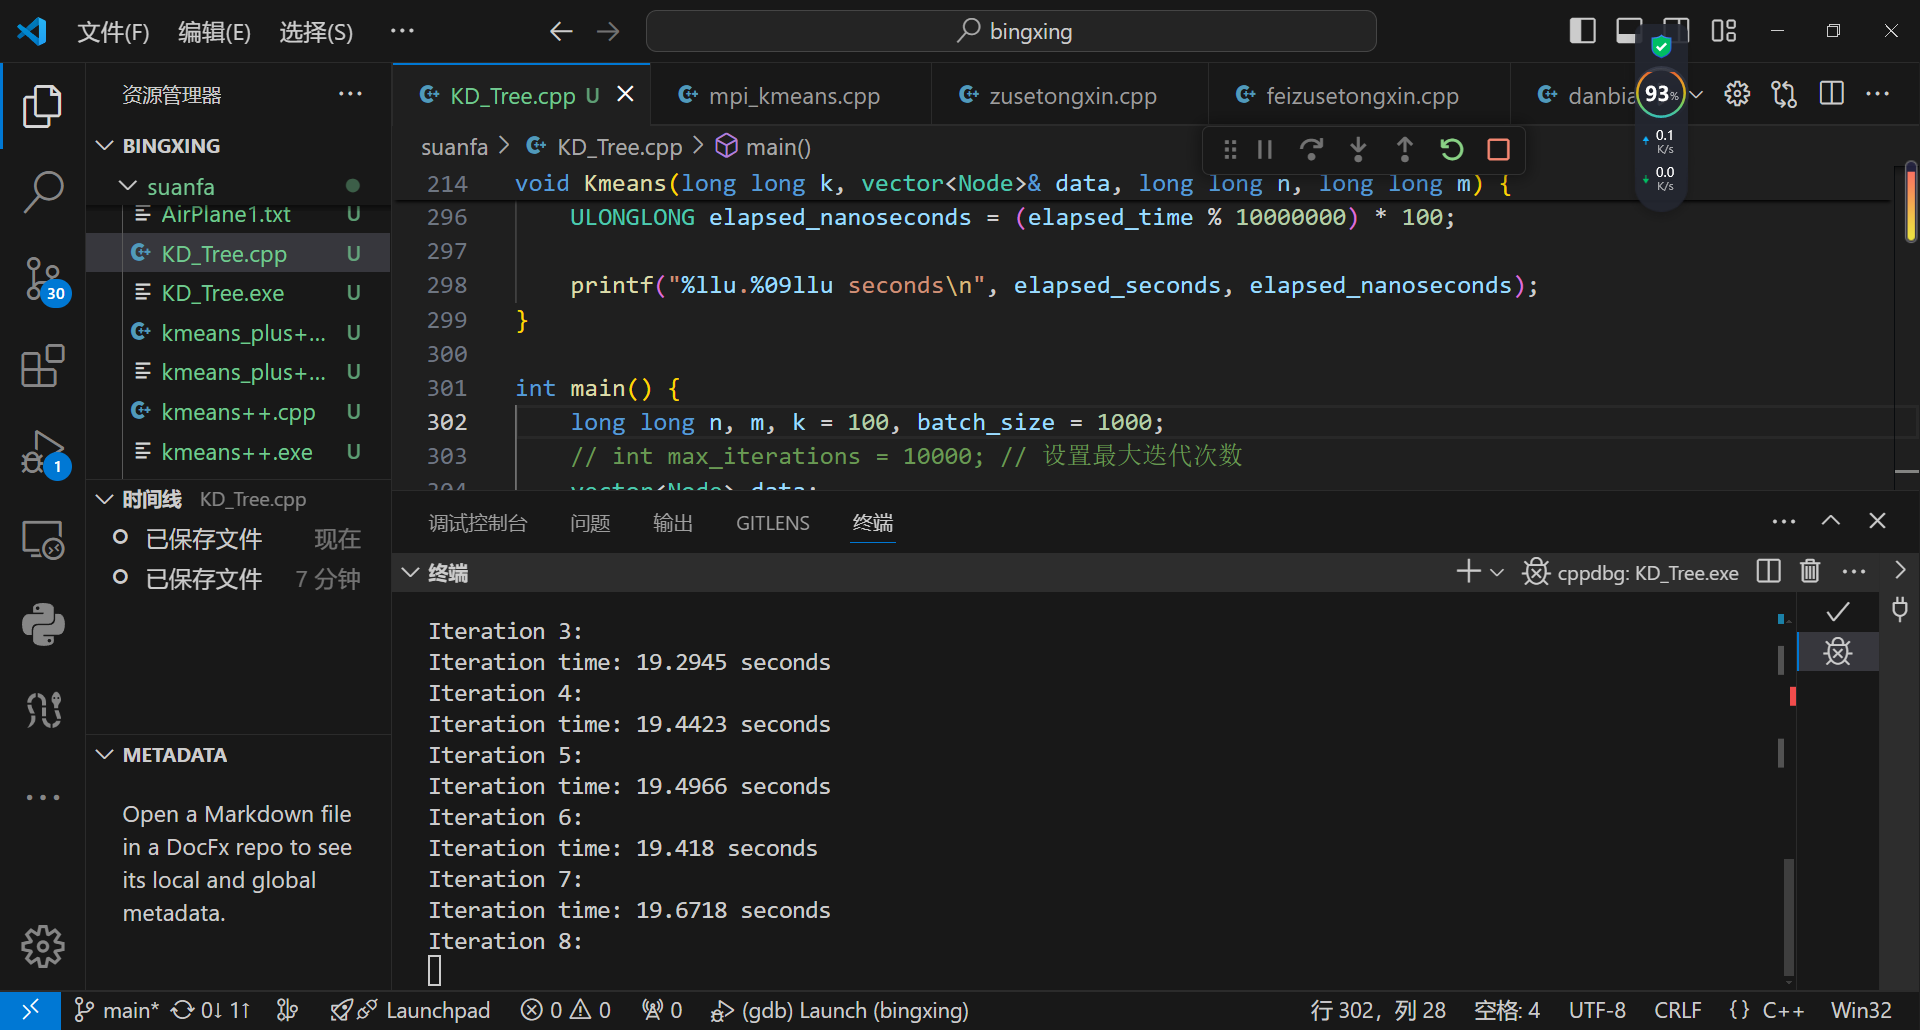 文件(F) 编辑(E) 选择(S) ··· bingxing
资源管理器 ···
BINGXING
suanfa
AirPlane1.txt U
KD_Tree.cpp U
KD_Tree.exe U
kmeans_plus+... U
kmeans_plus+... U
kmeans++.cpp U
kmeans++.exe U
30
1
时间线 KD_Tree.cpp
已保存文件 现在
已保存文件 7 分钟
METADATA
Open a Markdown file
in a DocFx repo to see
its local and global
metadata.
KD_Tree.cpp U mpi_kmeans.cpp zusetongxin.cpp feizusetongxin.cpp danbia
93%
0.1
K/s
0.0
K/s
suanfa > KD_Tree.cpp > main()
214 void Kmeans(long long k, vector<Node>& data, long long n, long long m) {
296 ULONGLONG elapsed_nanoseconds = (elapsed_time % 10000000) * 100;
297
298 printf("%llu.%09llu seconds\n", elapsed_seconds, elapsed_nanoseconds);
299 }
300
301 int main() {
302 long long n, m, k = 100, batch_size = 1000;
303 // int max_iterations = 10000; // 设置最大迭代次数
304 vector<Node> data;
调试控制台 问题 输出 GITLENS 终端
终端 cppdbg: KD_Tree.exe
Iteration 3:
Iteration time: 19.2945 seconds
Iteration 4:
Iteration time: 19.4423 seconds
Iteration 5:
Iteration time: 19.4966 seconds
Iteration 6:
Iteration time: 19.418 seconds
Iteration 7:
Iteration time: 19.6718 seconds
Iteration 8:
main* 0↓ 1↑ Launchpad 0 0 0 (gdb) Launch (bingxing) 行 302，列 28 空格: 4 UTF-8 CRLF {} C++ Win32